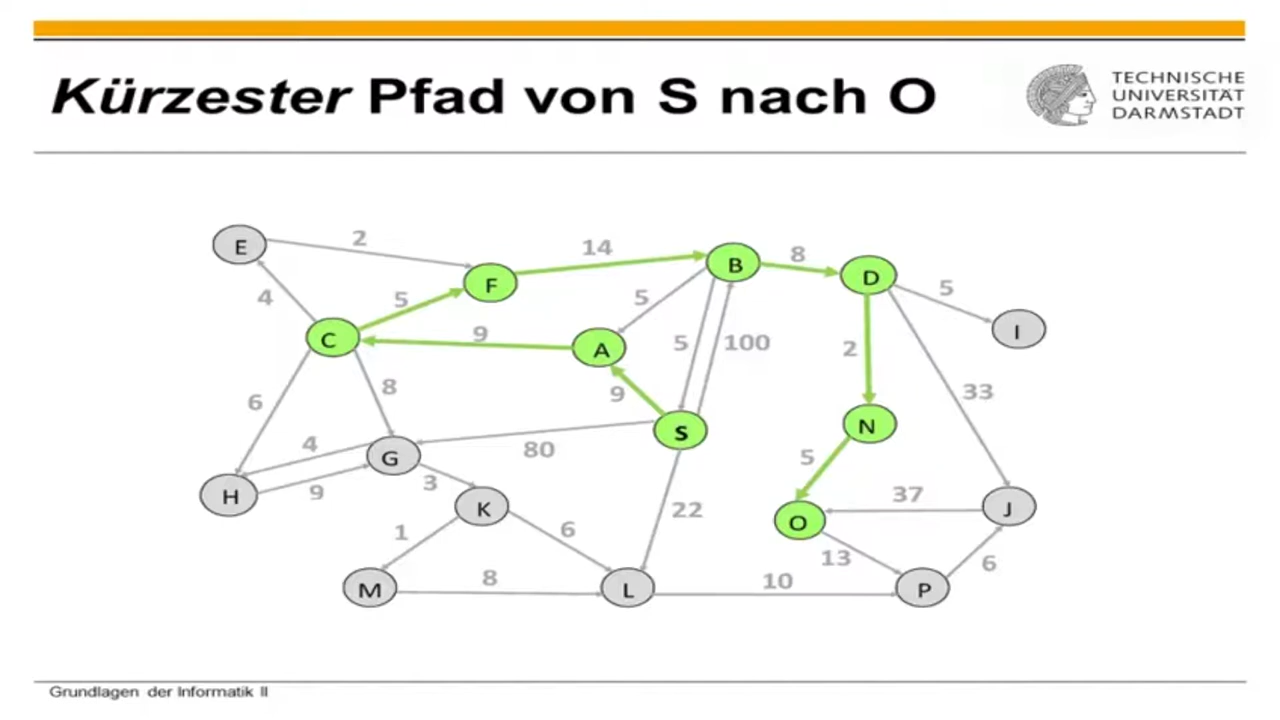 Kürzester Pfad von S nach O
TECHNISCHE
UNIVERSITÄT
DARMSTADT
E
2
F
14
B
8
D
5
I
4
5
C
9
A
5
5
100
2
33
6
8
9
S
N
4
G
80
5
H
9
3
K
22
O
37
J
1
6
13
6
M
8
L
10
P
Grundlagen der Informatik II